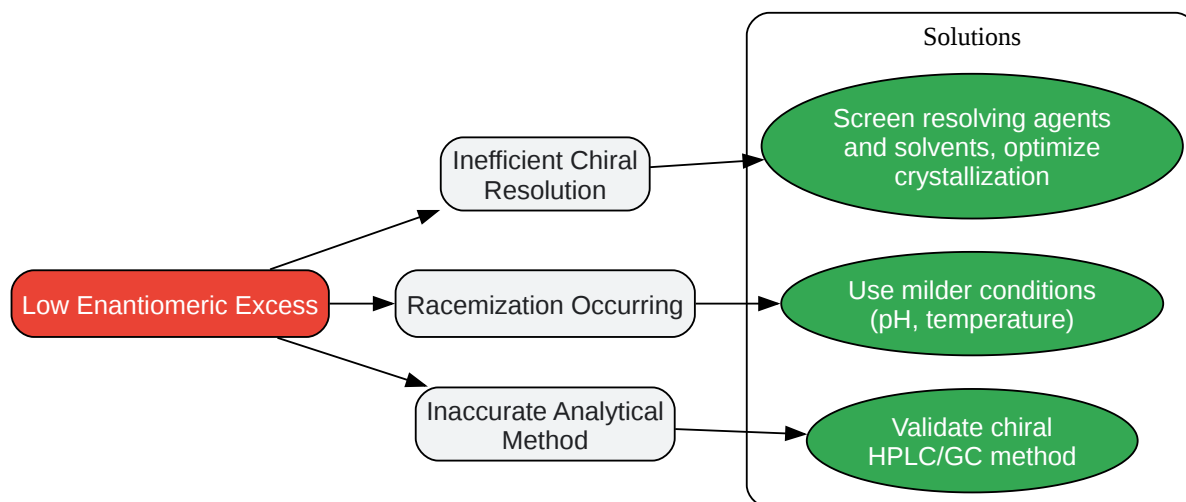 Solutions
Screen resolving agents
and solvents, optimize
crystallization
Inefficient Chiral
Resolution
Low Enantiomeric Excess
Racemization Occurring
Use milder conditions
(pH, temperature)
Inaccurate Analytical
Method
Validate chiral
HPLC/GC method